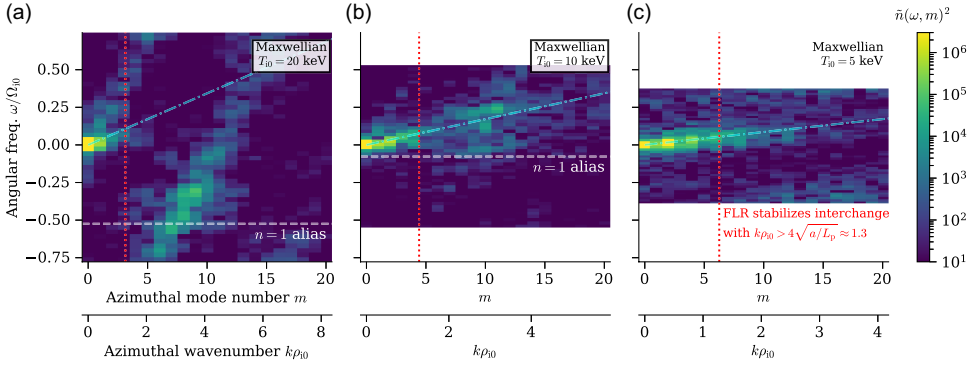 (a)
(b)
(c)
ñ(ω, m)²
Maxwellian
T_i0 = 20 keV
Maxwellian
T_i0 = 10 keV
Maxwellian
T_i0 = 5 keV
Angular freq. ω/Ω_i0
0.50
0.25
0.00
−0.25
−0.50
−0.75
n = 1 alias
n = 1 alias
FLR stabilizes interchange
with kρ_i0 > 4√(a/L_p) ≈ 1.3
10⁶
10⁵
10⁴
10³
10²
10¹
0 5 10 15 20
0 5 10 15 20
0 5 10 15 20
Azimuthal mode number m
m
m
0 2 4 6 8
0 2 4
0 1 2 3 4
Azimuthal wavenumber kρ_i0
kρ_i0
kρ_i0